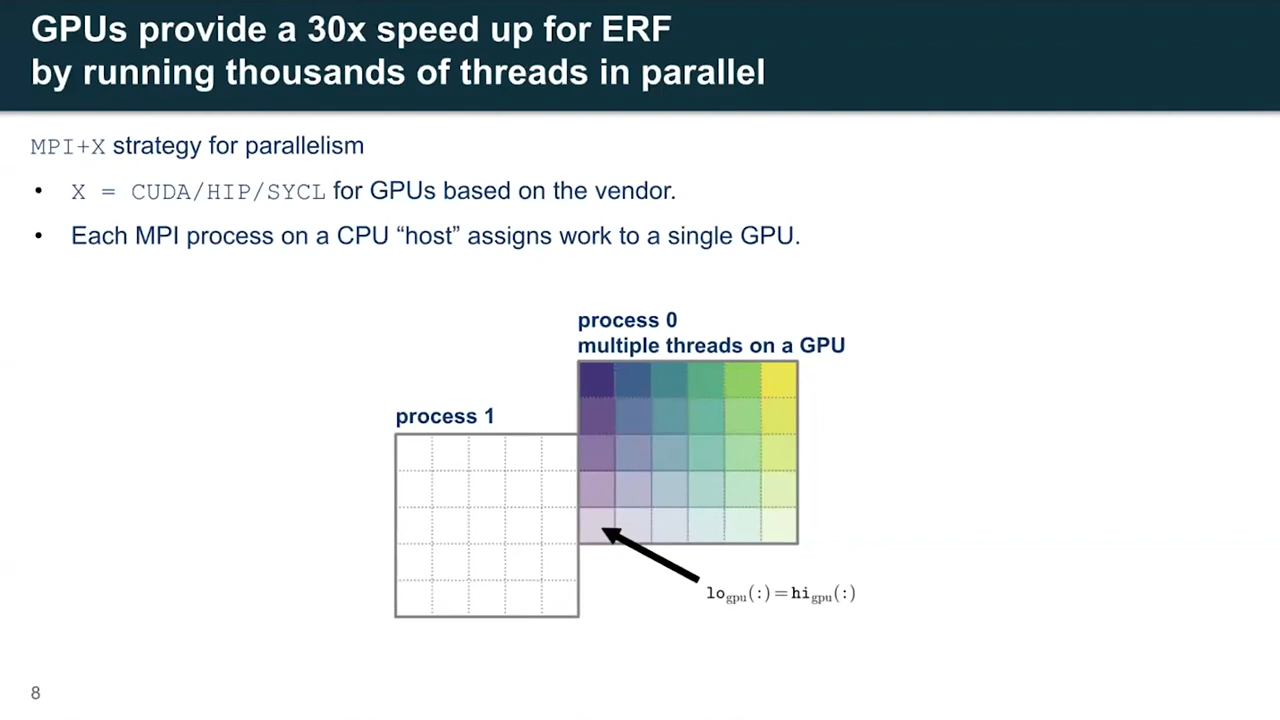 GPUs provide a 30x speed up for ERF
by running thousands of threads in parallel
MPI+X strategy for parallelism
• X = CUDA/HIP/SYCL for GPUs based on the vendor.
• Each MPI process on a CPU “host” assigns work to a single GPU.
process 0
multiple threads on a GPU
process 1
lo_gpu(:) = hi_gpu(:)
8